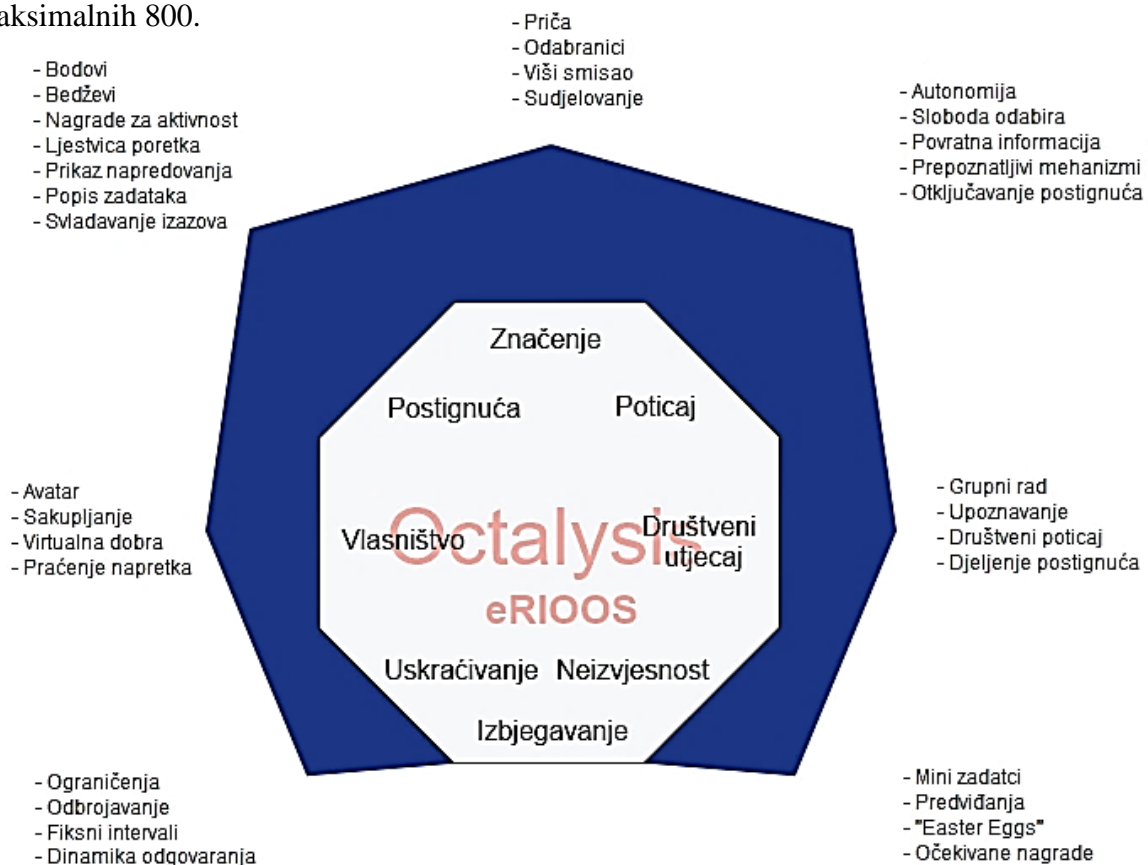 aksimalnih 800.
- Priča
- Odabranici
- Viši smisao
- Sudjelovanje
- Bodovi
- Bedževi
- Nagrade za aktivnost
- Ljestvica poretka
- Prikaz napredovanja
- Popis zadataka
- Svladavanje izazova
- Autonomija
- Sloboda odabira
- Povratna informacija
- Prepoznatljivi mehanizmi
- Otključavanje postignuća
Značenje
Postignuća
Poticaj
- Avatar
- Sakupljanje
- Virtualna dobra
- Praćenje napretka
Vlasništvo
Octalysis
eRIOOS
Društveni
utjecaj
- Grupni rad
- Upoznavanje
- Društveni poticaj
- Djeljenje postignuća
Uskraćivanje
Neizvjesnost
Izbjegavanje
- Ograničenja
- Odbrojavanje
- Fiksni intervali
- Dinamika odgovaranja
- Mini zadatci
- Predviđanja
- "Easter Eggs"
- Očekivane nagrade